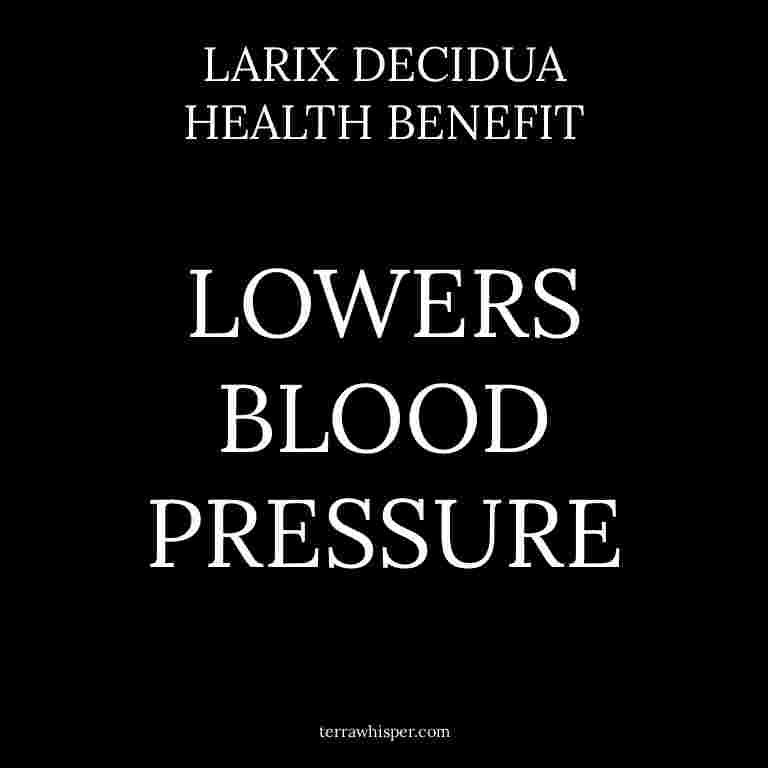 LARIX DECIDUA
HEALTH BENEFIT
LOWERS
BLOOD
PRESSURE
terrawhisper.com